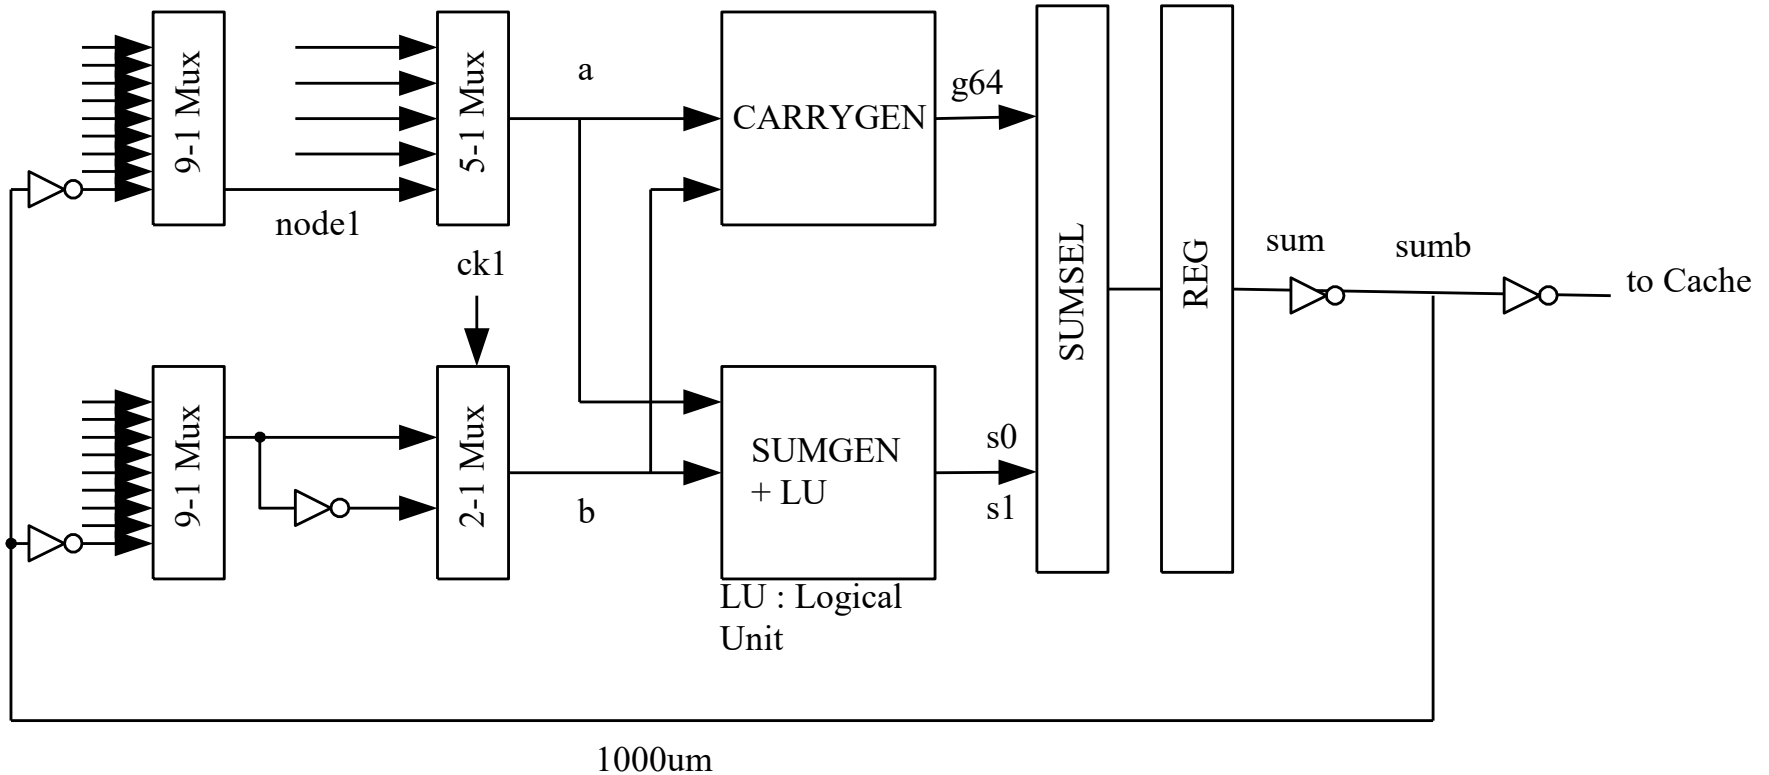 9-1 Mux
5-1 Mux
a
CARRYGEN
g64
node1
ck1
SUMSEL
REG
sum
sumb
to Cache
9-1 Mux
2-1 Mux
b
SUMGEN
+ LU
s0
s1
LU : Logical
Unit
1000um